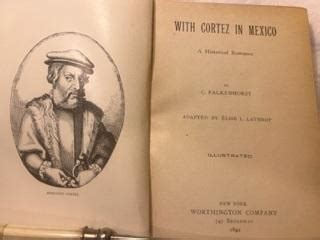 HERNANDO CORTEZ.
WITH CORTEZ IN MEXICO
A Historical Romance
BY
C. FALKENHORST
ADAPTED BY ELISE L. LATHROP
ILLUSTRATED
NEW YORK
WORTHINGTON COMPANY
747 BROADWAY
1892